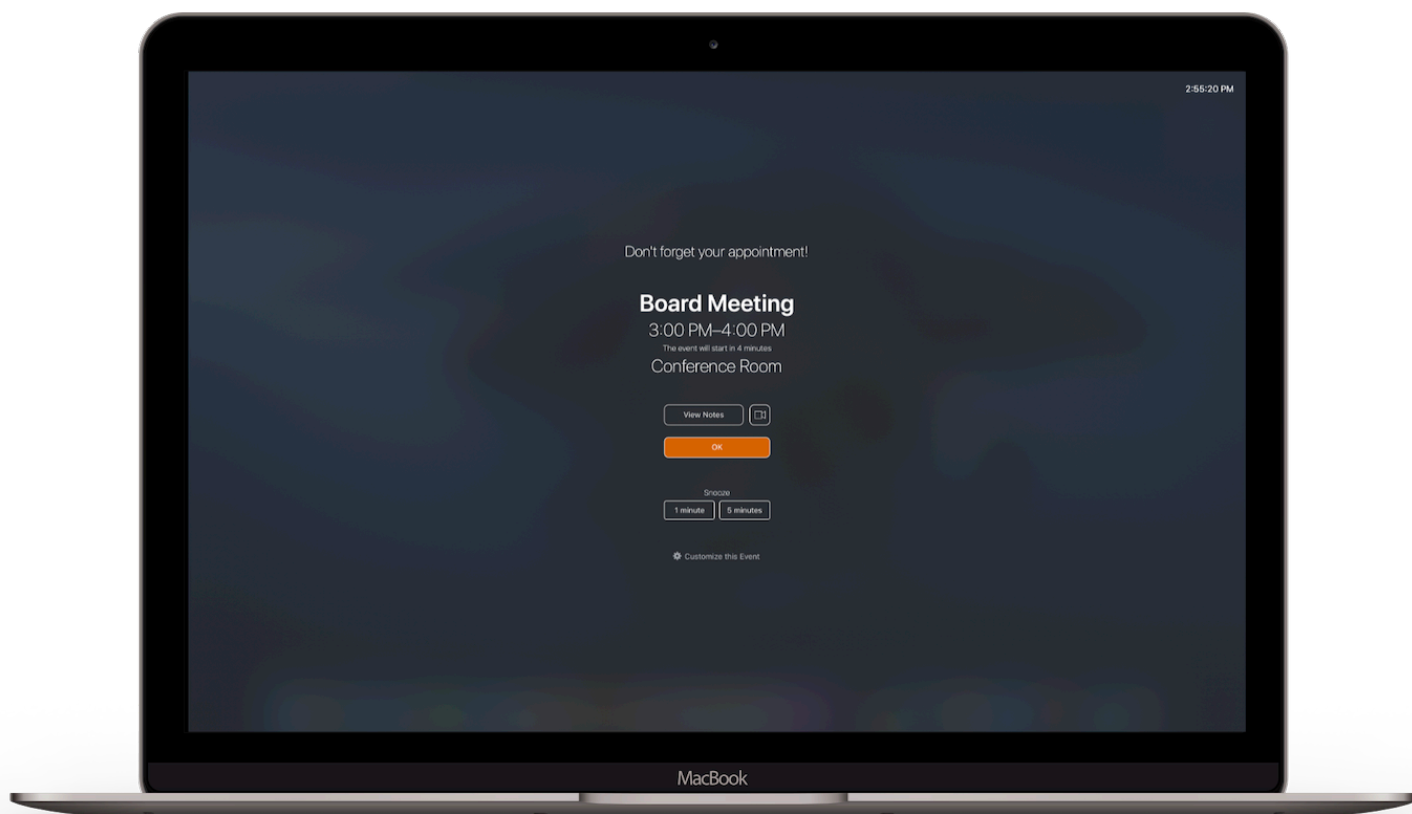 2:55:20 PM
Don't forget your appointment!
Board Meeting
3:00 PM–4:00 PM
The event will start in 4 minutes
Conference Room
View Notes
OK
Snooze
1 minute 5 minutes
Customize this Event
MacBook